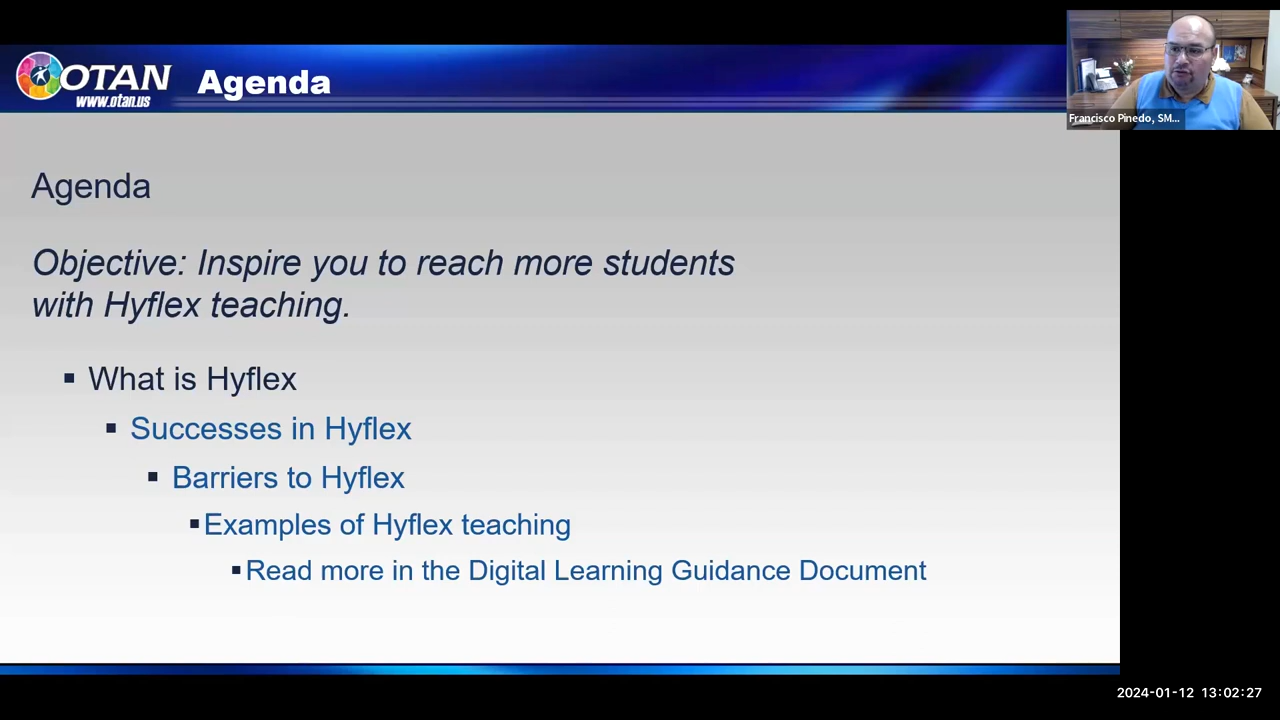 OTAN
www.otan.us
Agenda
Francisco Pinedo, SM...
Agenda
Objective: Inspire you to reach more students
with Hyflex teaching.
▪ What is Hyflex
▪ Successes in Hyflex
▪ Barriers to Hyflex
▪ Examples of Hyflex teaching
▪ Read more in the Digital Learning Guidance Document
2024-01-12 13:02:27